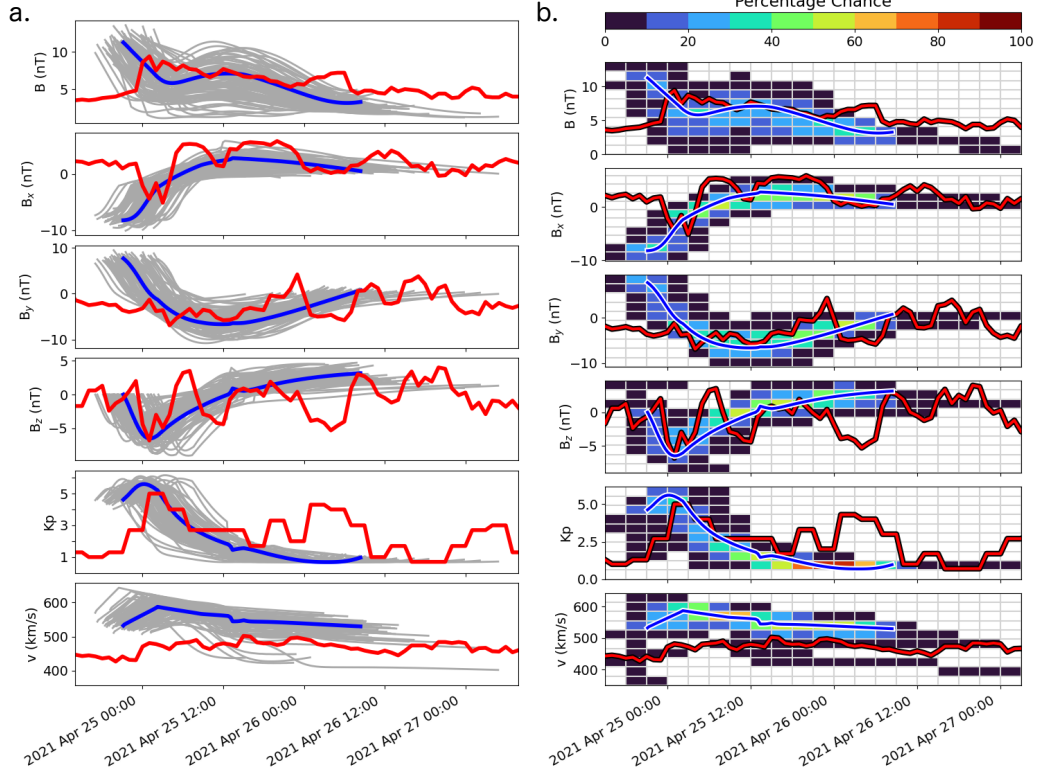 a.
B (nT)
10
5
Bₓ (nT)
0
−10
B_y (nT)
10
0
−10
B_z (nT)
0
−5
Kp
5
3
1
v (km/s)
600
500
400
2021 Apr 25 00:00
2021 Apr 25 12:00
2021 Apr 26 00:00
2021 Apr 26 12:00
2021 Apr 27 00:00
b.
Percentage Chance
0 20 40 60 80 100
B (nT)
10
5
0
Bₓ (nT)
0
−10
B_y (nT)
0
−10
B_z (nT)
0
−5
Kp
5.0
2.5
0.0
v (km/s)
600
500
400
2021 Apr 25 00:00
2021 Apr 25 12:00
2021 Apr 26 00:00
2021 Apr 26 12:00
2021 Apr 27 00:00